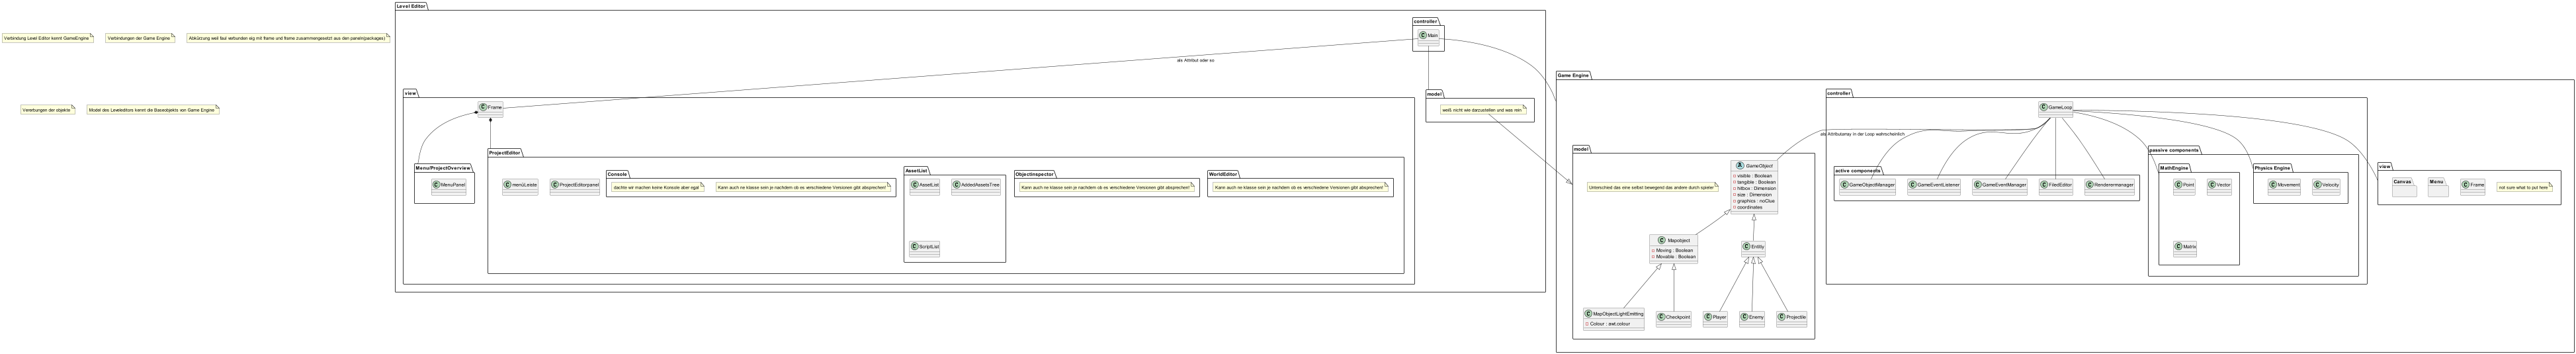 Level Editor
controller
Main
Verbindung Level Editor kennt GameEngine
Verbindungen der Game Engine
Abkürzung weil faul verbunden eig mit frame und frame zusammengesetzt aus den paneln(packages)
als Attribut oder so
Game Engine
view
Frame
model
weiß nicht wie darzustellen und was rein
controller
GameLoop
Vererbungen der objekte
Model des Leveleditors kennt die Baseobjekts von Game Engine
als Attributarray in der Loop wahrscheinlich
model
ProjectEditor
passive components
Menu/ProjectOverview
MenuPanel
menüLeiste
ProjectEditorpanel
Console
dachte wir machen keine Konsole aber egal
Kann auch ne klasse sein je nachdem ob es verschiedene Versionen gibt absprechen!
AssetList
AssetList
AddedAssetsTree
ScriptList
ObjectInspector
Kann auch ne klasse sein je nachdem ob es verschiedene Versionen gibt absprechen!
WorldEditor
Kann auch ne klasse sein je nachdem ob es verschiedene Versionen gibt absprechen!
Unterschied das eine selbst bewegend das andere durch spieler
GameObject
visible : Boolean
tangible : Boolean
hitbox : Dimension
size : Dimension
graphics : noClue
coordinates
active components
GameObjectManager
GameEventListener
GameEventManager
FiledEditor
Renderermanager
MathEngine
Point
Vector
Matrix
Physics Engine
Movement
Velocity
view
Canvas
Menu
Frame
not sure what to put here
Mapobject
Moving : Boolean
Movable : Boolean
Entitiy
MapObjectLightEmitting
Colour : awt.colour
Checkpoint
Player
Enemy
Projectile